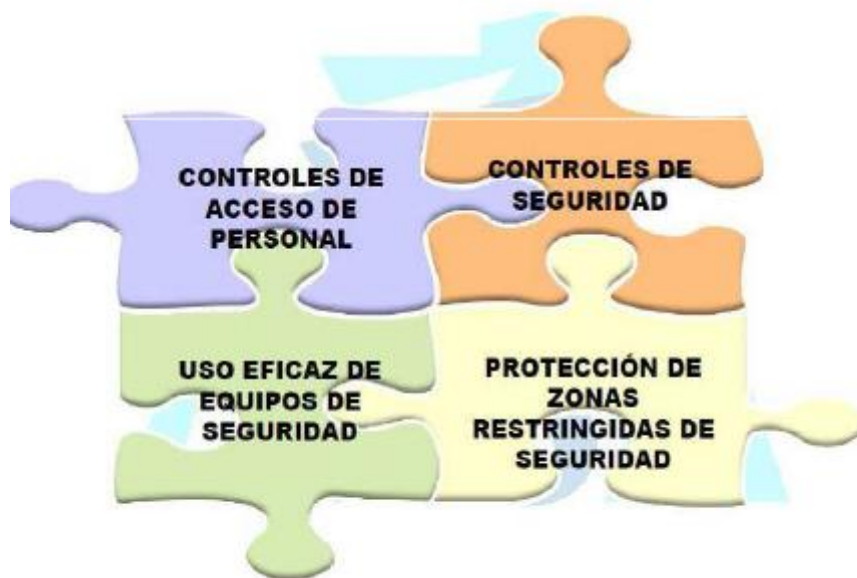 CONTROLES DE
ACCESO DE
PERSONAL
CONTROLES DE
SEGURIDAD
USO EFICAZ DE
EQUIPOS DE
SEGURIDAD
PROTECCIÓN DE
ZONAS
RESTRINGIDAS DE
SEGURIDAD